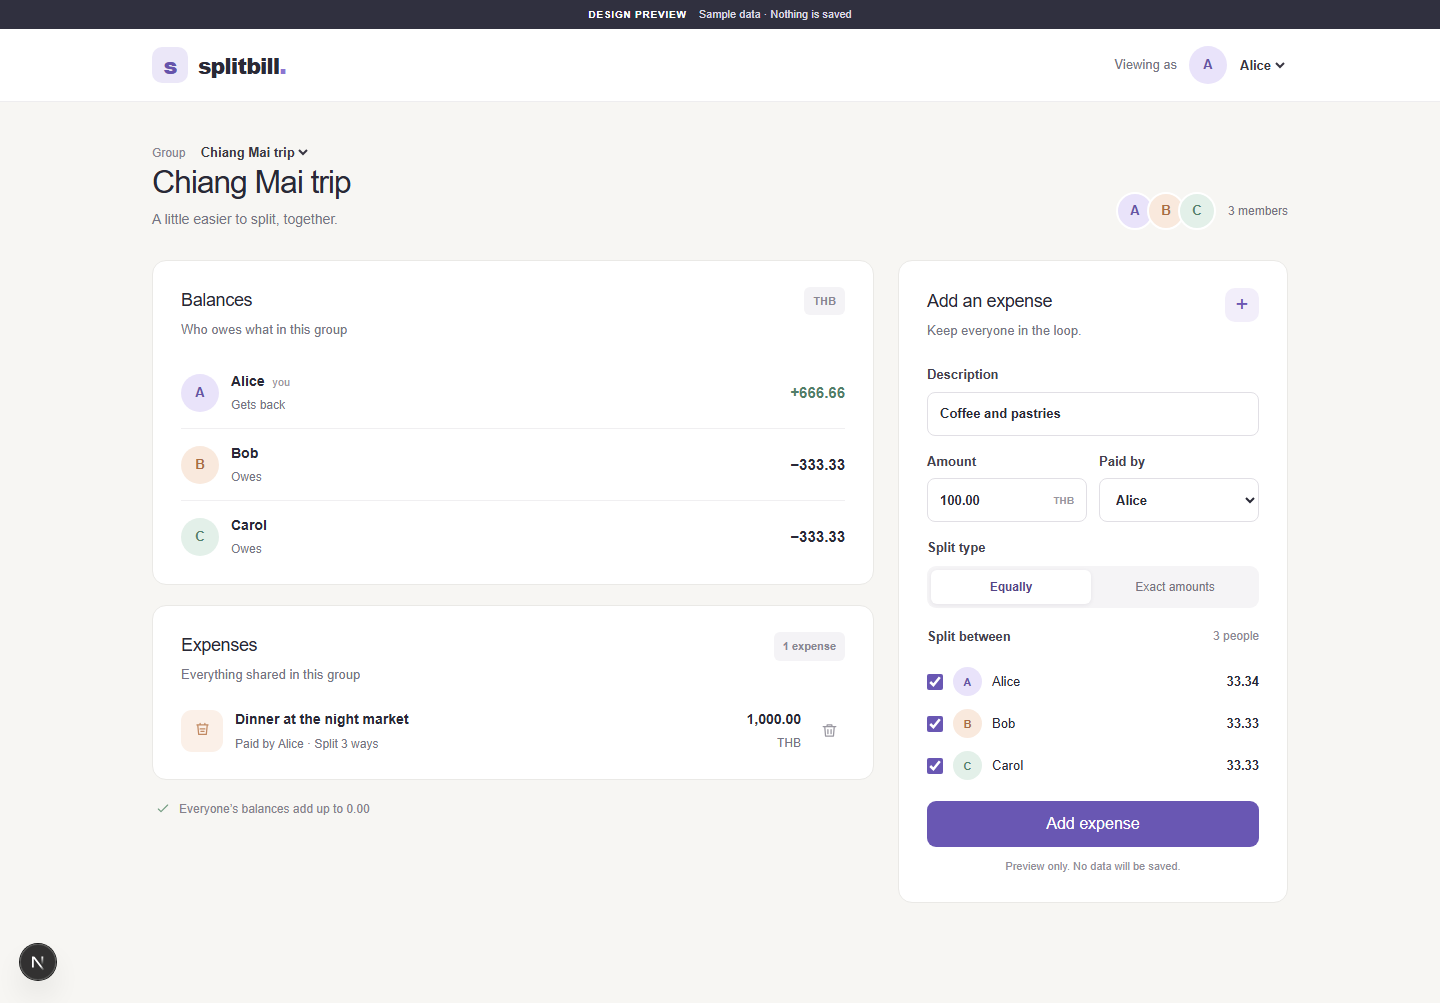 DESIGN PREVIEW Sample data · Nothing is saved
s splitbill.
Viewing as A Alice
Group Chiang Mai trip
Chiang Mai trip
A little easier to split, together.
A B C 3 members
Balances THB
Who owes what in this group
A Alice you +666.66
Gets back
B Bob −333.33
Owes
C Carol −333.33
Owes
Expenses 1 expense
Everything shared in this group
Dinner at the night market 1,000.00
Paid by Alice · Split 3 ways THB
Everyone's balances add up to 0.00
Add an expense +
Keep everyone in the loop.
Description
Coffee and pastries
Amount Paid by
100.00 THB Alice
Split type
Equally Exact amounts
Split between 3 people
A Alice 33.34
B Bob 33.33
C Carol 33.33
Add expense
Preview only. No data will be saved.
N